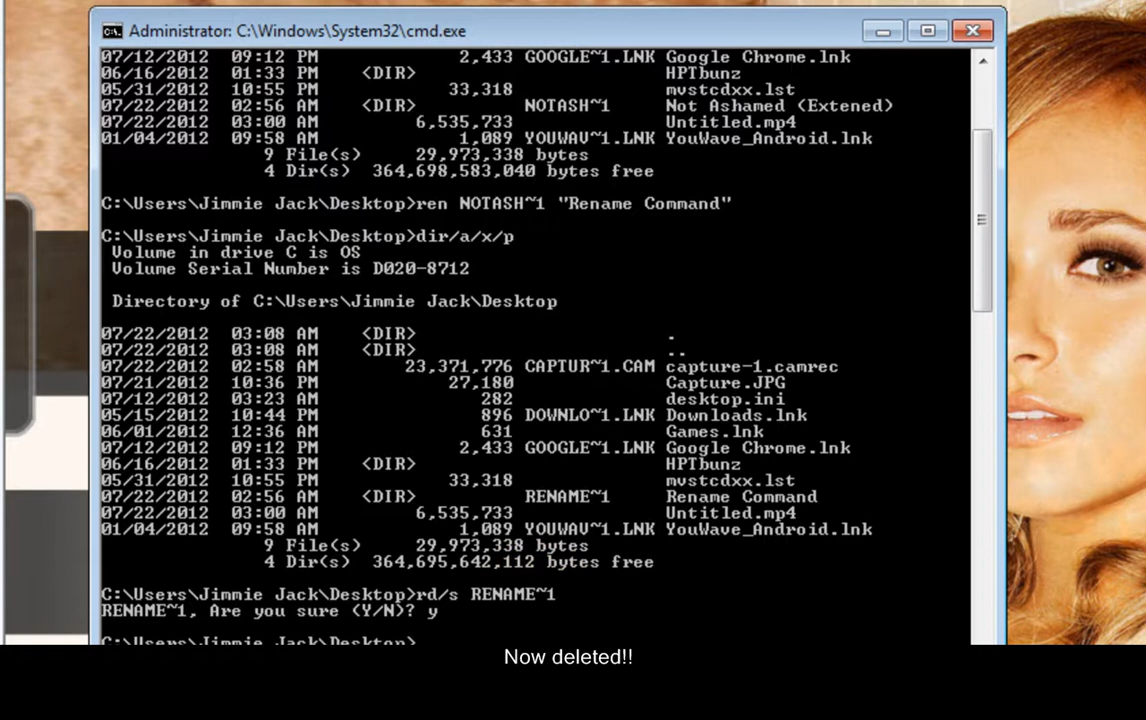 Administrator: C:\Windows\System32\cmd.exe
07/12/2012 09:12 PM 2,433 GOOGLE~1.LNK Google Chrome.lnk
06/16/2012 01:33 PM <DIR> HPTbunz
05/31/2012 10:55 PM 33,318 mvstcdxx.lst
07/22/2012 02:56 AM <DIR> NOTASH~1 Not Ashamed (Extened)
07/22/2012 03:00 AM 6,535,733 Untitled.mp4
01/04/2012 09:58 AM 1,089 YOUWAV~1.LNK YouWave_Android.lnk
9 File(s) 29,973,338 bytes
4 Dir(s) 364,698,583,040 bytes free
C:\Users\Jimmie Jack\Desktop>ren NOTASH~1 "Rename Command"
C:\Users\Jimmie Jack\Desktop>dir/a/x/p
Volume in drive C is OS
Volume Serial Number is D020-8712
Directory of C:\Users\Jimmie Jack\Desktop
07/22/2012 03:08 AM <DIR> .
07/22/2012 03:08 AM <DIR> ..
07/22/2012 02:58 AM 23,371,776 CAPTUR~1.CAM capture-1.camrec
07/21/2012 10:36 PM 27,180 Capture.JPG
07/12/2012 03:23 AM 282 desktop.ini
05/15/2012 10:44 PM 896 DOWNLO~1.LNK Downloads.lnk
06/01/2012 12:36 AM 631 Games.lnk
07/12/2012 09:12 PM 2,433 GOOGLE~1.LNK Google Chrome.lnk
06/16/2012 01:33 PM <DIR> HPTbunz
05/31/2012 10:55 PM 33,318 mvstcdxx.lst
07/22/2012 02:56 AM <DIR> RENAME~1 Rename Command
07/22/2012 03:00 AM 6,535,733 Untitled.mp4
01/04/2012 09:58 AM 1,089 YOUWAV~1.LNK YouWave_Android.lnk
9 File(s) 29,973,338 bytes
4 Dir(s) 364,695,642,112 bytes free
C:\Users\Jimmie Jack\Desktop>rd/s RENAME~1
RENAME~1, Are you sure (Y/N)? y
C:\Users\Jimmie Jack\Desktop>
Now deleted!!